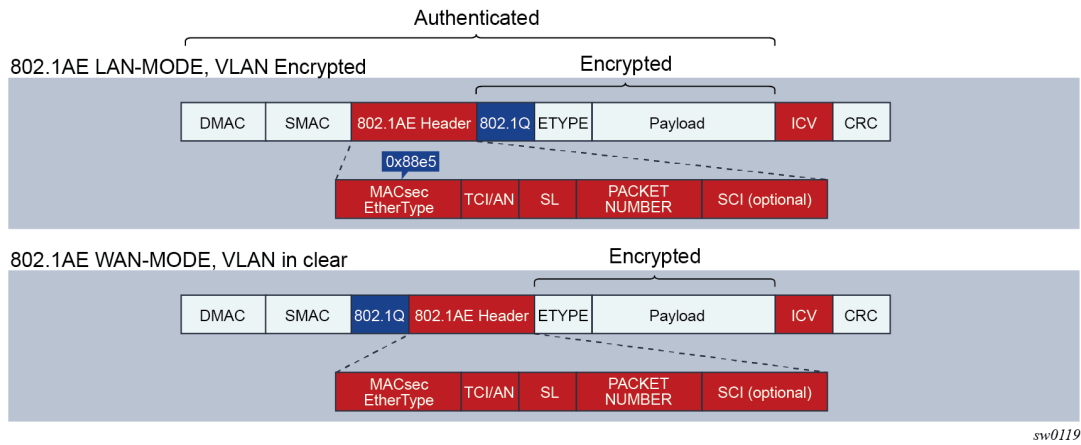 Authenticated
802.1AE LAN-MODE, VLAN Encrypted
Encrypted
DMAC SMAC 802.1AE Header 802.1Q ETYPE Payload ICV CRC
0x88e5
MACsec EtherType TCI/AN SL PACKET NUMBER SCI (optional)
802.1AE WAN-MODE, VLAN in clear
Encrypted
DMAC SMAC 802.1Q 802.1AE Header ETYPE Payload ICV CRC
MACsec EtherType TCI/AN SL PACKET NUMBER SCI (optional)
sw0119